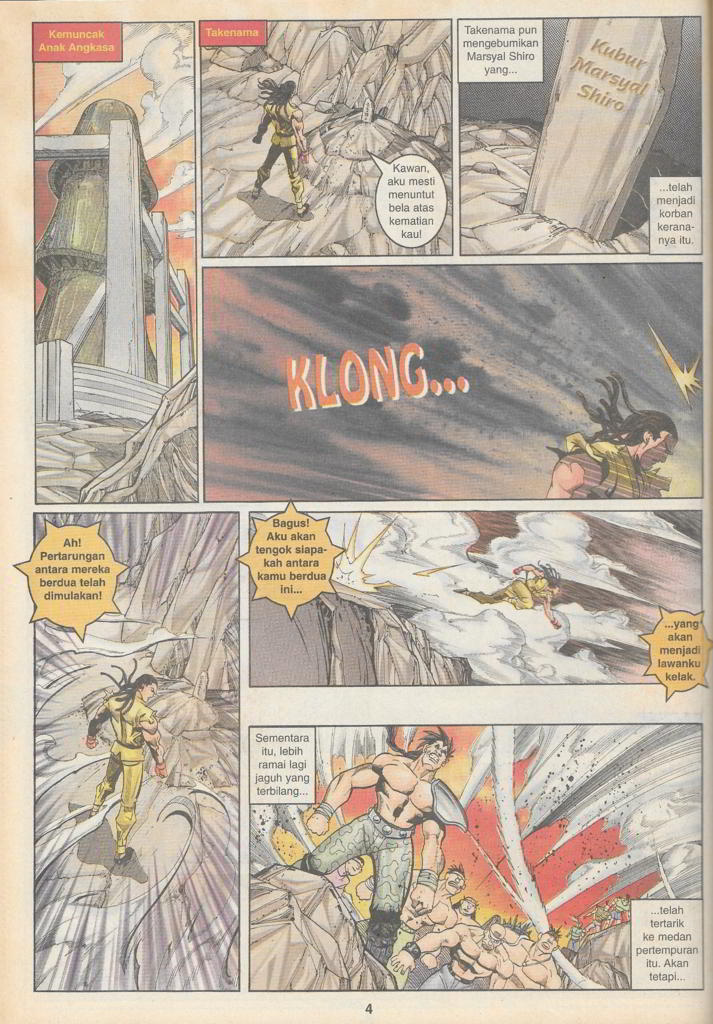 Kemuncak
Anak Angkasa
Takenama
Kawan,
aku mesti
menuntut
bela atas
kematian
kau!
Takenama pun
mengebumikan
Marsyal Shiro
yang...
Kubur
Marsyal
Shiro
...telah
menjadi
korban
kerana-
nya itu.
KLONG...
Ah!
Pertarungan
antara mereka
berdua telah
dimulakan!
Bagus!
Aku akan
tengok siapa-
kah antara
kamu berdua
ini...
...yang
akan
menjadi
lawanku
kelak.
Sementara
itu, lebih
ramai lagi
jaguh yang
terbilang...
...telah
tertarik
ke medan
pertempuran
itu. Akan
tetapi...
4